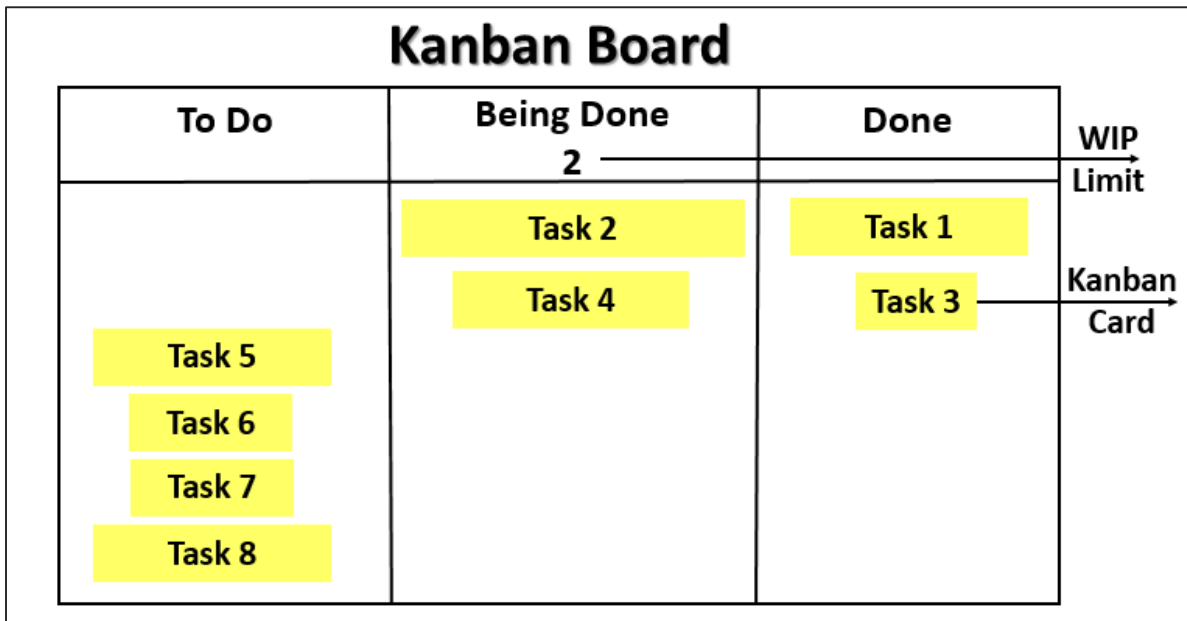 Kanban Board
To Do
Being Done
2
Done
WIP
Limit
Task 2
Task 1
Task 4
Task 3
Kanban
Card
Task 5
Task 6
Task 7
Task 8